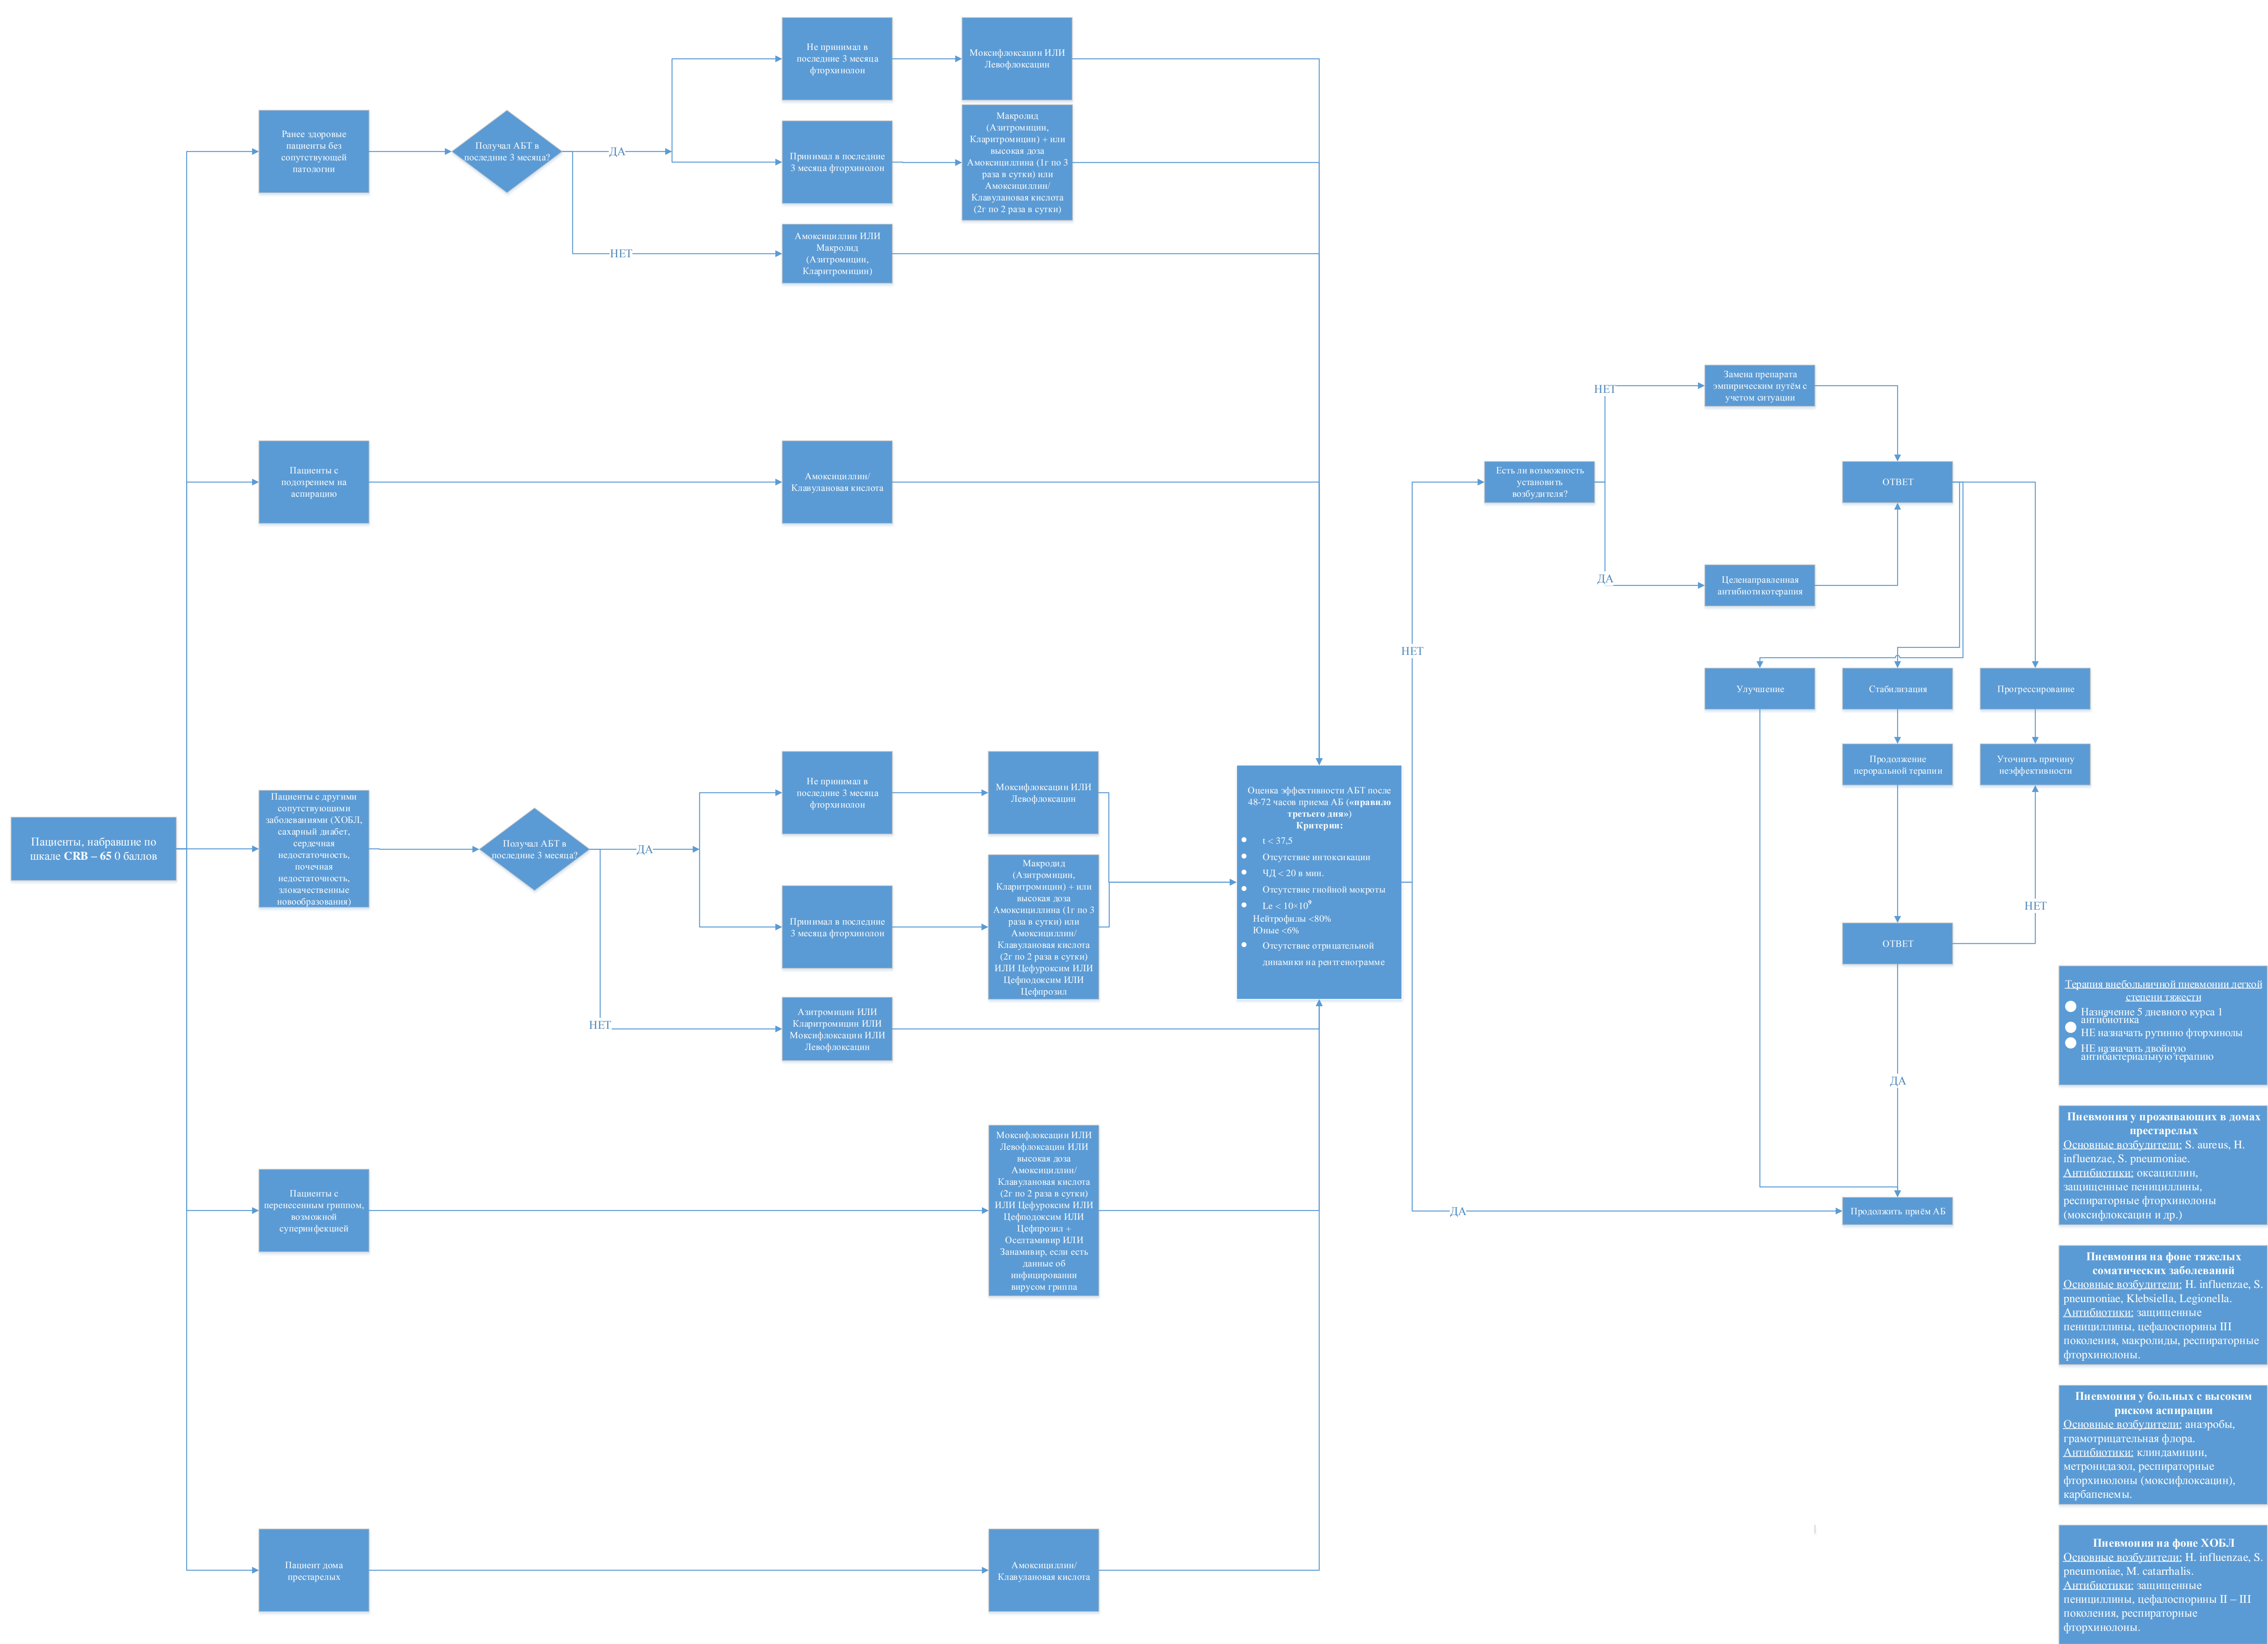 Пациенты, набравшие по
шкале CRB – 65 0 баллов
Ранее здоровые
пациенты без
сопутствующей
патологии
Получал АБТ в
последние 3 месяца?
ДА
НЕТ
Не принимал в
последние 3 месяца
фторхинолон
Моксифлоксацин ИЛИ
Левофлоксацин
Принимал в последние
3 месяца фторхинолон
Макролид
(Азитромицин,
Кларитромицин) + или
высокая доза
Амоксициллина (1г по 3
раза в сутки) или
Амоксициллин/
Клавулановая кислота
(2г по 2 раза в сутки)
Амоксициллин ИЛИ
Макролид
(Азитромицин,
Кларитромицин)
Пациенты с
подозрением на
аспирацию
Амоксициллин/
Клавулановая кислота
Пациенты с другими
сопутствующими
заболеваниями (ХОБЛ,
сахарный диабет,
сердечная
недостаточность,
почечная
недостаточность,
злокачественные
новообразования)
Получал АБТ в
последние 3 месяца?
ДА
НЕТ
Не принимал в
последние 3 месяца
фторхинолон
Моксифлоксацин ИЛИ
Левофлоксацин
Принимал в последние
3 месяца фторхинолон
Макролид
(Азитромицин,
Кларитромицин) + или
высокая доза
Амоксициллина (1г по 3
раза в сутки) или
Амоксициллин/
Клавулановая кислота
(2г по 2 раза в сутки)
ИЛИ Цефуроксим ИЛИ
Цефподоксим ИЛИ
Цефпрозил
Азитромицин ИЛИ
Кларитромицин ИЛИ
Моксифлоксацин ИЛИ
Левофлоксацин
Пациенты с
перенесенным гриппом,
возможной
суперинфекцией
Моксифлоксацин ИЛИ
Левофлоксацин ИЛИ
высокая доза
Амоксициллин/
Клавулановая кислота
(2г по 2 раза в сутки)
ИЛИ Цефуроксим ИЛИ
Цефподоксим ИЛИ
Цефпрозил +
Оселтамивир ИЛИ
Занамивир, если есть
данные об
инфицировании
вирусом гриппа
Пациент дома
престарелых
Амоксициллин/
Клавулановая кислота
Оценка эффективности АБТ после
48-72 часов приема АБ («правило
третьего дня»)
Критерии:
● t < 37,5
● Отсутствие интоксикации
● ЧД < 20 в мин.
● Отсутствие гнойной мокроты
● Le < 10×10⁹
Нейтрофилы <80%
Юные <6%
● Отсутствие отрицательной
динамики на рентгенограмме
НЕТ
ДА
Есть ли возможность
установить
возбудителя?
НЕТ
ДА
Замена препарата
эмпирическим путём с
учетом ситуации
Целенаправленная
антибиотикотерапия
ОТВЕТ
Улучшение
Стабилизация
Прогрессирование
Продолжение
пероральной терапии
Уточнить причину
неэффективности
ОТВЕТ
НЕТ
ДА
Продолжить приём АБ
Терапия внебольничной пневмонии легкой
степени тяжести
● Назначение 5 дневного курса 1
антибиотика
● НЕ назначать рутинно фторхинолы
● НЕ назначать двойную
антибактериальную терапию
Пневмония у проживающих в домах
престарелых
Основные возбудители: S. aureus, H.
influenzae, S. pneumoniae.
Антибиотики: оксациллин,
защищенные пенициллины,
респираторные фторхинолоны
(моксифлоксацин и др.)
Пневмония на фоне тяжелых
соматических заболеваний
Основные возбудители: H. influenzae, S.
pneumoniae, Klebsiella, Legionella.
Антибиотики: защищенные
пенициллины, цефалоспорины III
поколения, макролиды, респираторные
фторхинолоны.
Пневмония у больных с высоким
риском аспирации
Основные возбудители: анаэробы,
грамотрицательная флора.
Антибиотики: клиндамицин,
метронидазол, респираторные
фторхинолоны (моксифлоксацин),
карбапенемы.
Пневмония на фоне ХОБЛ
Основные возбудители: H. influenzae, S.
pneumoniae, M. catarrhalis.
Антибиотики: защищенные
пенициллины, цефалоспорины II – III
поколения, респираторные
фторхинолоны.